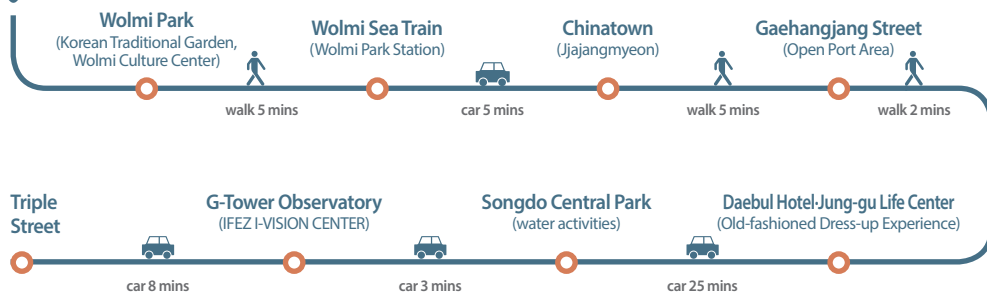 Wolmi Park
(Korean Traditional Garden,
Wolmi Culture Center)
Wolmi Sea Train
(Wolmi Park Station)
Chinatown
(Jjajangmyeon)
Gaehangjang Street
(Open Port Area)
walk 5 mins
car 5 mins
walk 5 mins
walk 2 mins
Triple
Street
G-Tower Observatory
(IFEZ I-VISION CENTER)
Songdo Central Park
(water activities)
Daebul Hotel·Jung-gu Life Center
(Old-fashioned Dress-up Experience)
car 8 mins
car 3 mins
car 25 mins